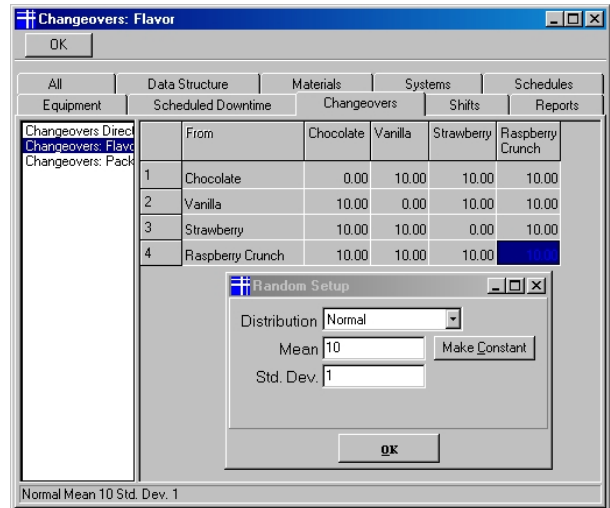 Changeovers: Flavor
OK
All Data Structure Materials Systems Schedules
Equipment Scheduled Downtime Changeovers Shifts Reports
Changeovers Direct
Changeovers: Flavo
Changeovers: Pack
From Chocolate Vanilla Strawberry Raspberry Crunch
1 Chocolate 0.00 10.00 10.00 10.00
2 Vanilla 10.00 0.00 10.00 10.00
3 Strawberry 10.00 10.00 0.00 10.00
4 Raspberry Crunch 10.00 10.00 10.00 10.00
Random Setup
Distribution Normal
Mean 10 Make Constant
Std. Dev. 1
OK
Normal Mean 10 Std. Dev. 1